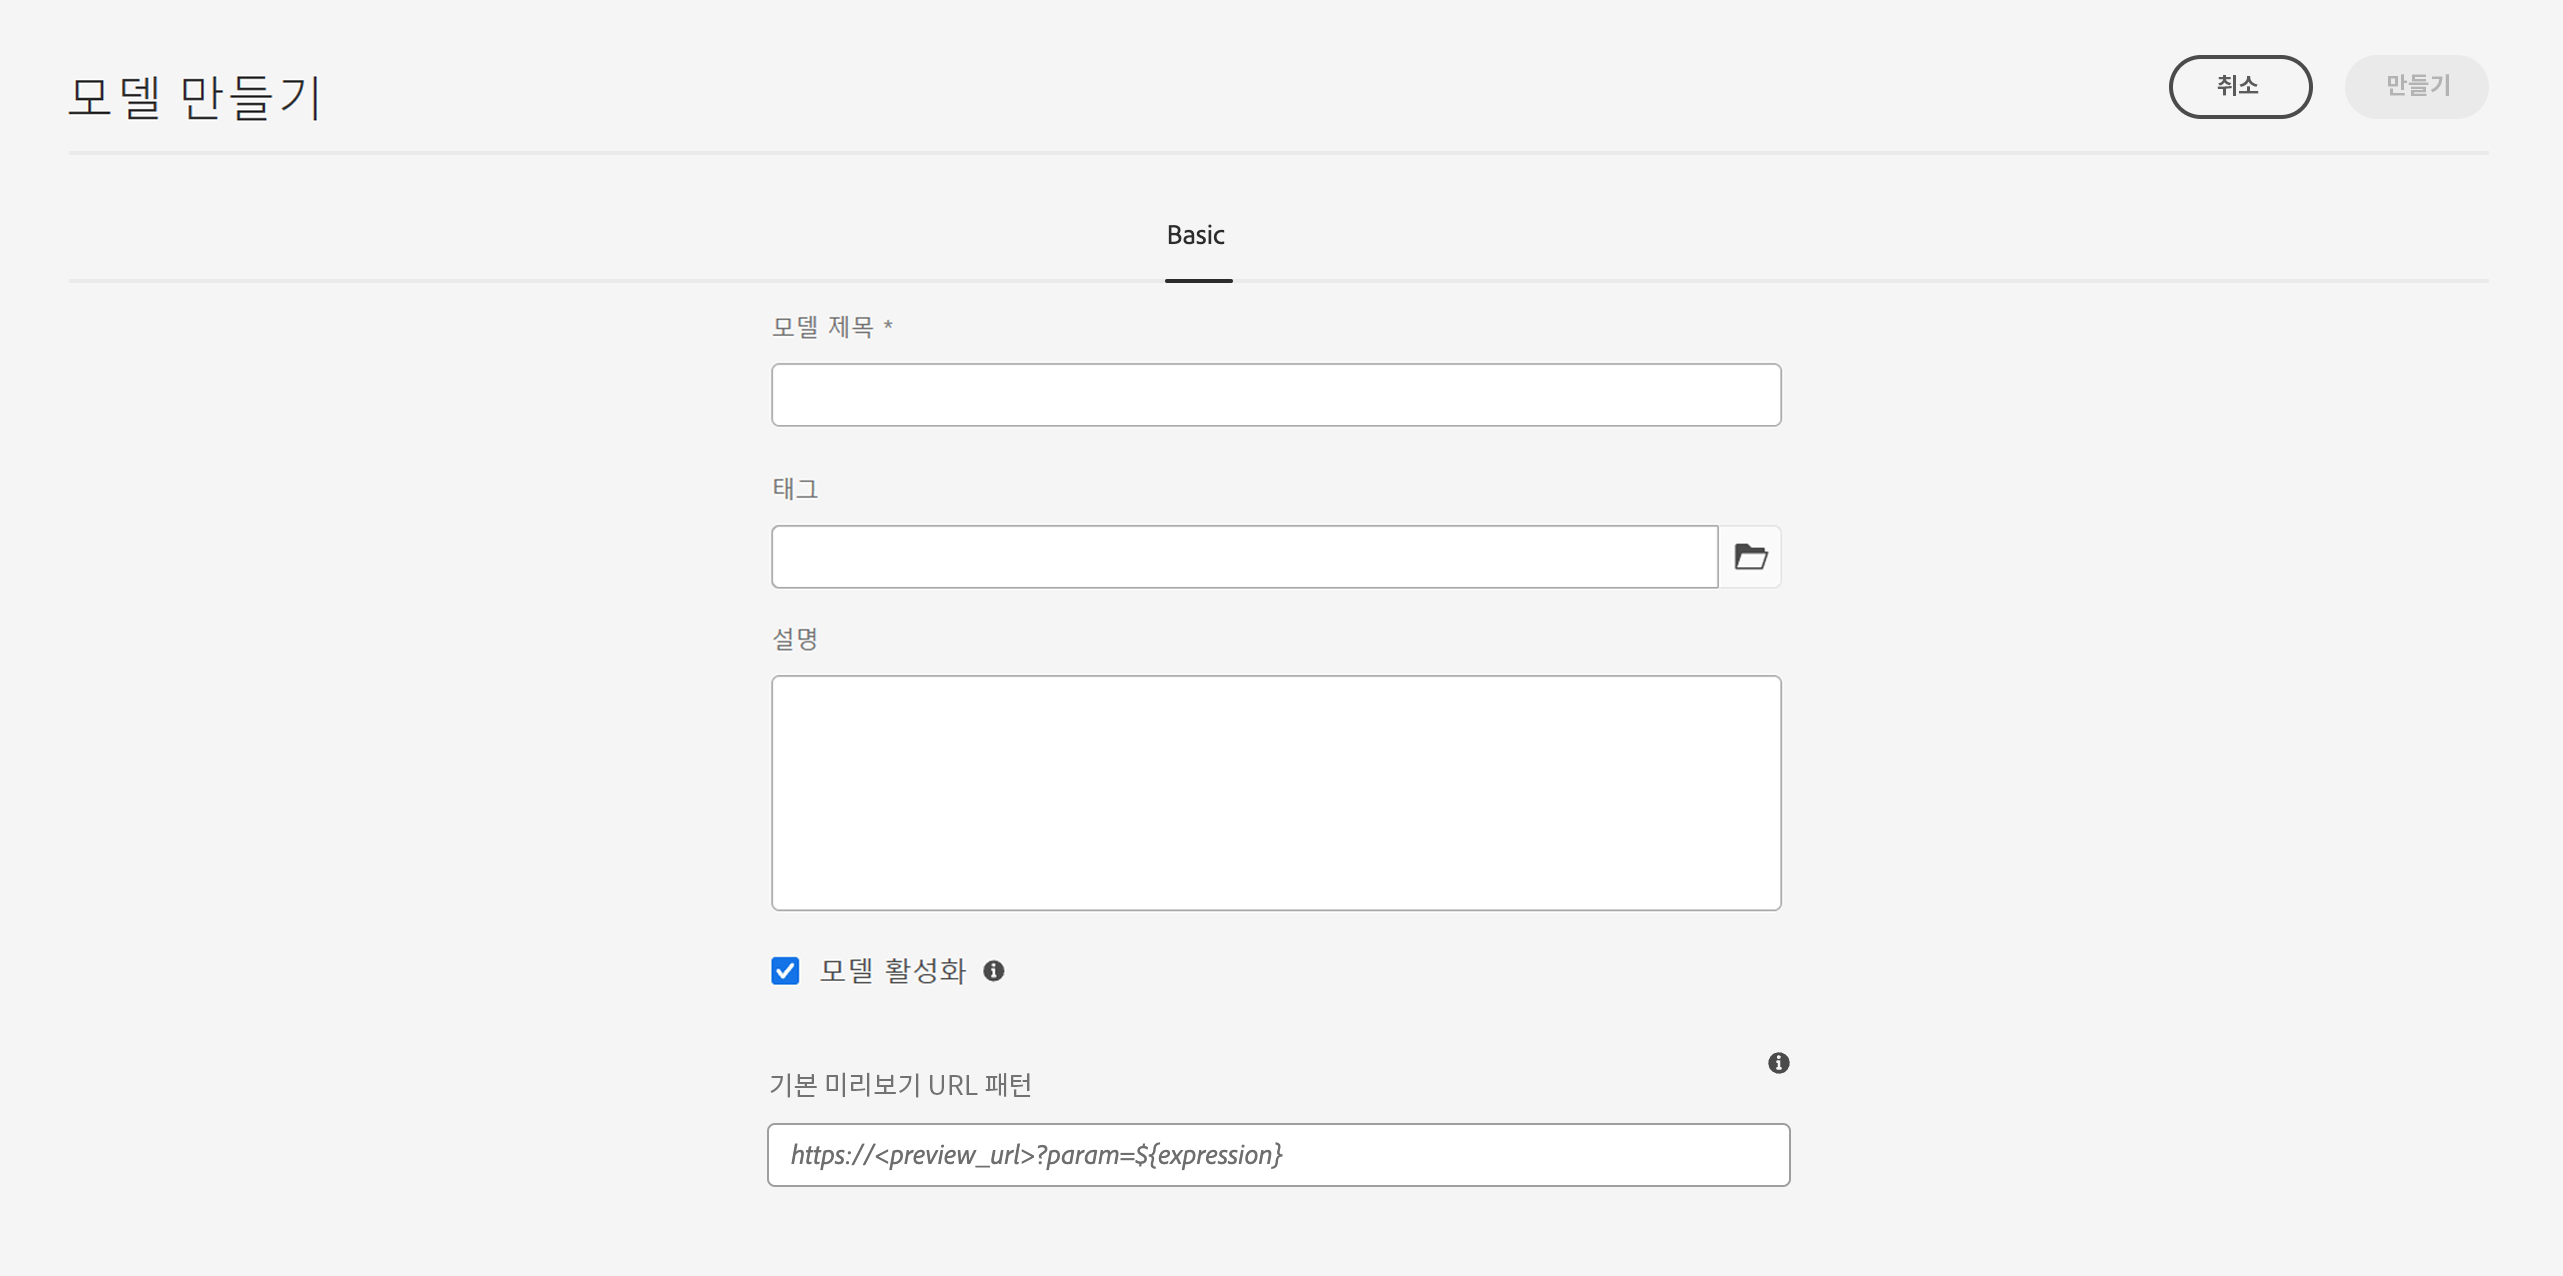 모델 만들기
취소
만들기
Basic
모델 제목 *
태그
설명
모델 활성화
기본 미리보기 URL 패턴
https://<preview_url>?param=${expression}